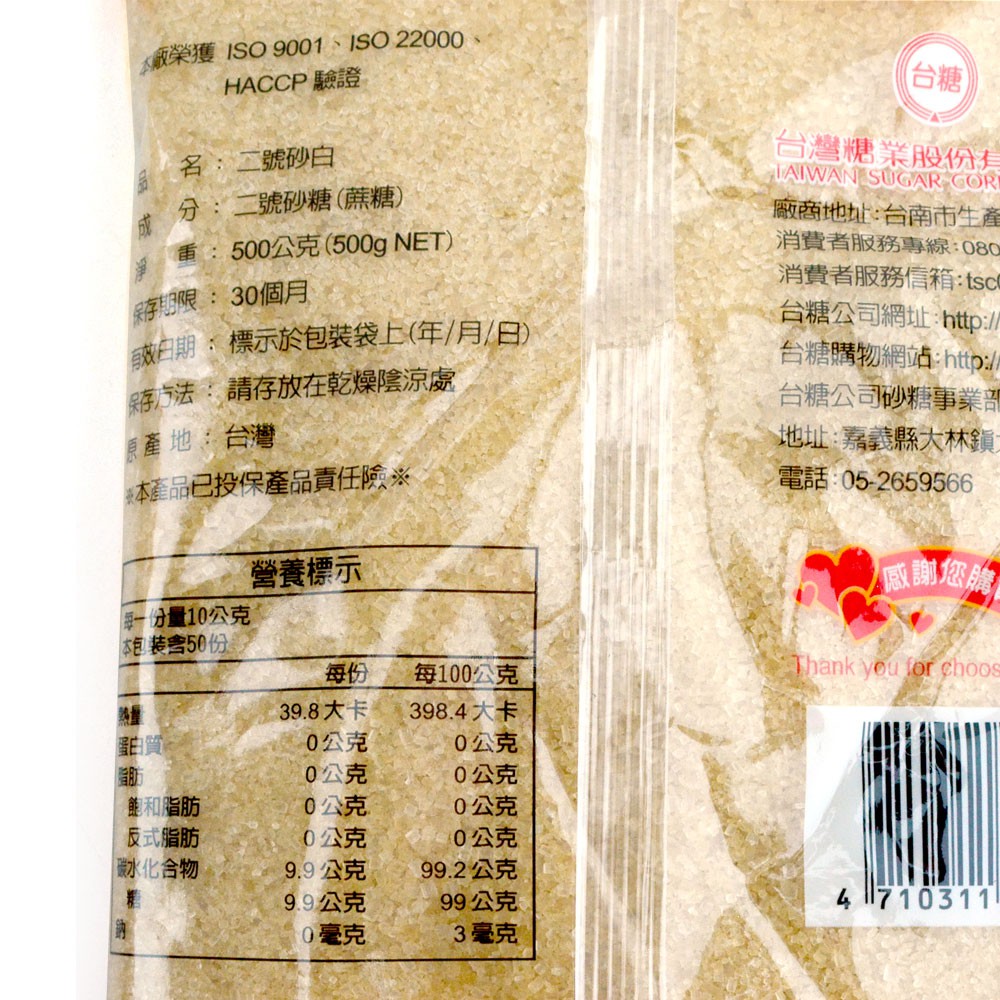 本廠榮獲 ISO 9001、ISO 22000、
HACCP 驗證
品名：二號砂白
成分：二號砂糖(蔗糖)
淨重：500公克(500g NET)
保存期限：30個月
有效日期：標示於包裝袋上(年/月/日)
保存方法：請存放在乾燥陰涼處
原產地：台灣
※本產品已投保產品責任險※
營養標示
每一份量10公克
本包裝含50份
每份 每100公克
熱量 39.8大卡 398.4大卡
蛋白質 0公克 0公克
脂肪 0公克 0公克
飽和脂肪 0公克 0公克
反式脂肪 0公克 0公克
碳水化合物 9.9公克 99.2公克
糖 9.9公克 99公克
鈉 0毫克 3毫克
台糖
台灣糖業股份有
TAIWAN SUGAR COR
廠商地址:台南市生產
消費者服務專線:080
消費者服務信箱:tsc
台糖公司網址:http://
台糖購物網站:http://
台糖公司砂糖事業部
地址:嘉義縣大林鎮
電話:05-2659566
感謝您購
Thank you for choos
4 710311